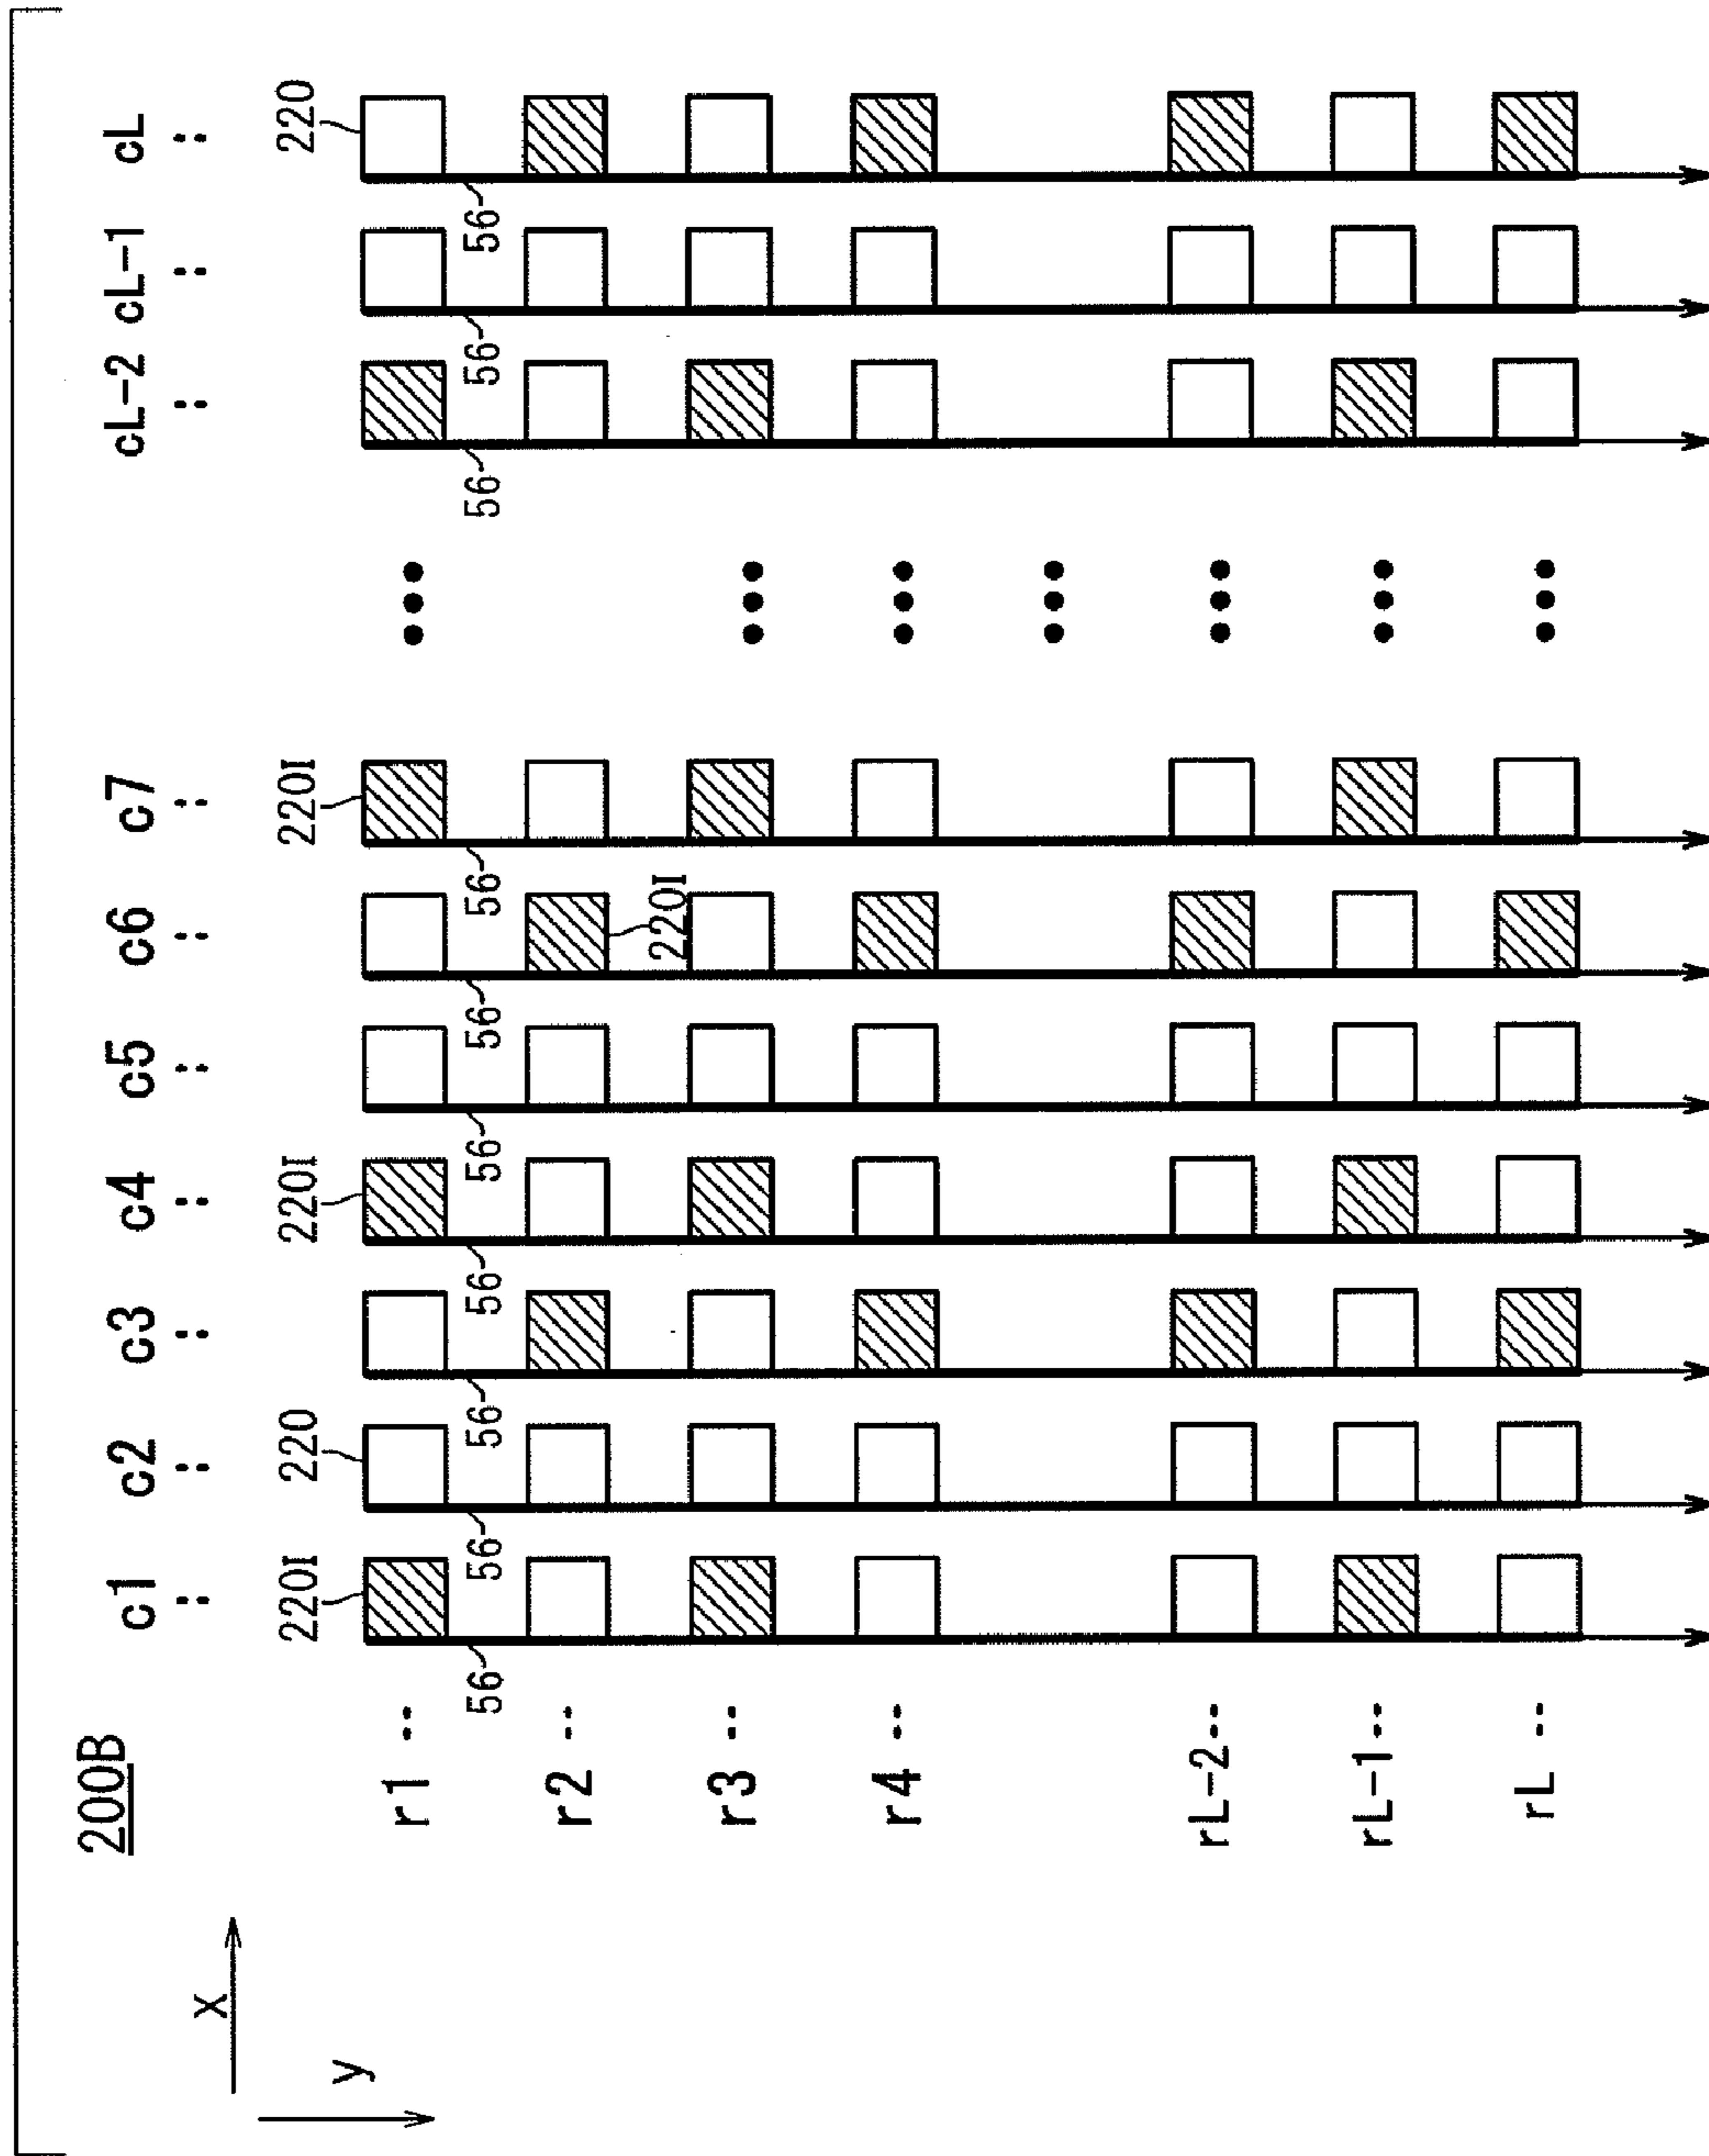 200B
c1 c2 c3 c4 c5 c6 c7 cL-2 cL-1 cL
x
220I 220 220I 220I 220
y
r1
56 56 56 56 56 56 56 56 56 56
r2
220I
r3
r4
rL-2
rL-1
rL